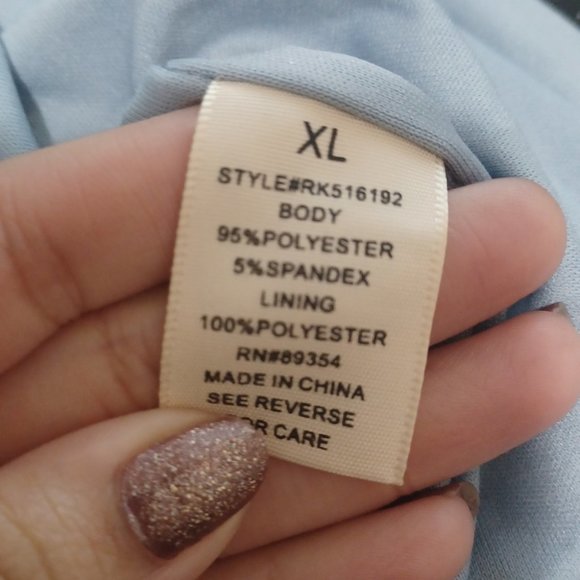 XL
STYLE#RK516192
BODY
95%POLYESTER
5%SPANDEX
LINING
100%POLYESTER
RN#89354
MADE IN CHINA
SEE REVERSE
FOR CARE